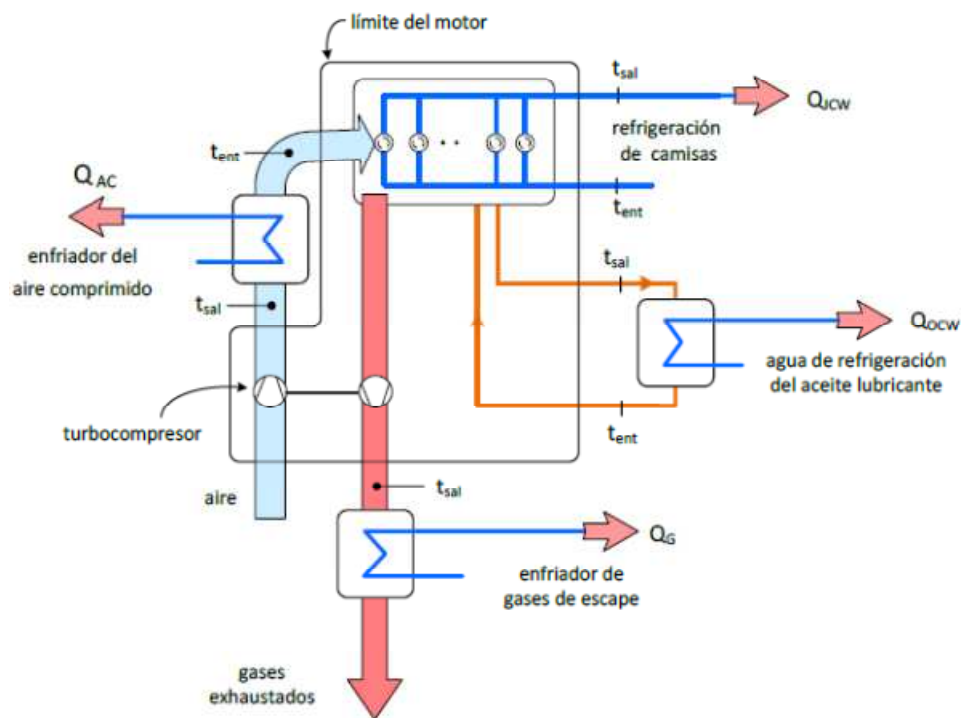 límite del motor
t_sal
Q_JCW
refrigeración
de camisas
t_ent
t_ent
Q_AC
enfriador del
aire comprimido
t_sal
t_sal
Q_OCW
agua de refrigeración
del aceite lubricante
t_ent
turbocompresor
aire
t_sal
Q_G
enfriador de
gases de escape
gases
exhaustados